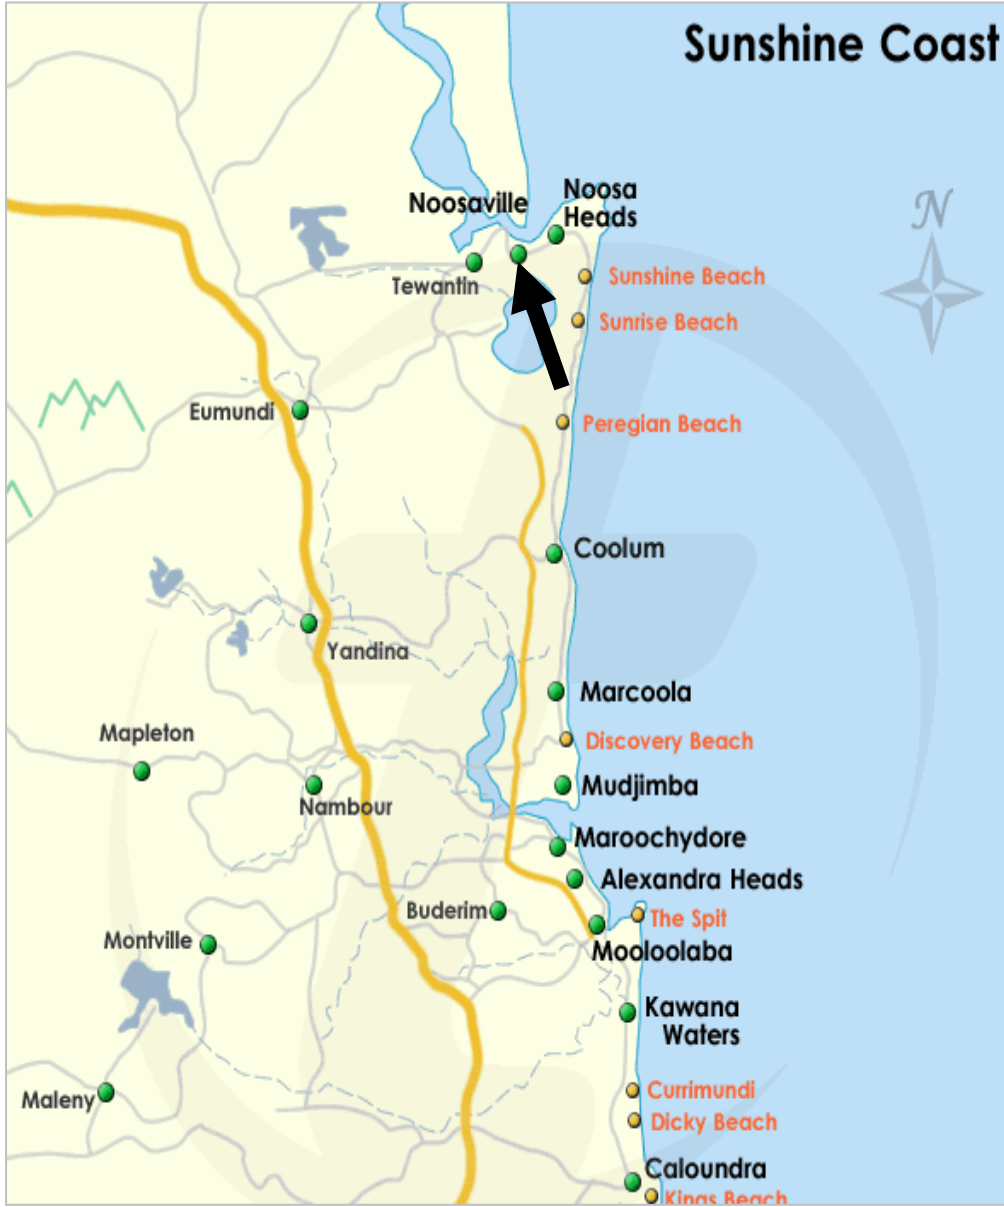 Sunshine Coast
N
Noosa
Heads
Noosaville
Sunshine Beach
Tewantin
Sunrise Beach
Eumundi
Peregian Beach
Coolum
Yandina
Marcoola
Mapleton
Discovery Beach
Mudjimba
Nambour
Maroochydore
Alexandra Heads
Buderim
The Spit
Montville
Mooloolaba
Kawana
Waters
Currimundi
Maleny
Dicky Beach
Caloundra
Kings Beach